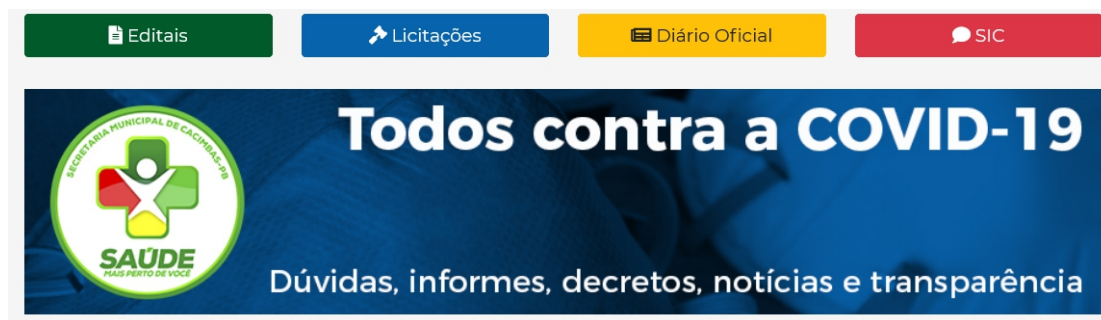 Editais
Licitações
Diário Oficial
SIC
SECRETARIA MUNICIPAL DE CACIMBAS-PB
SAÚDE
MAIS PERTO DE VOCÊ
Todos contra a COVID-19
Dúvidas, informes, decretos, notícias e transparência